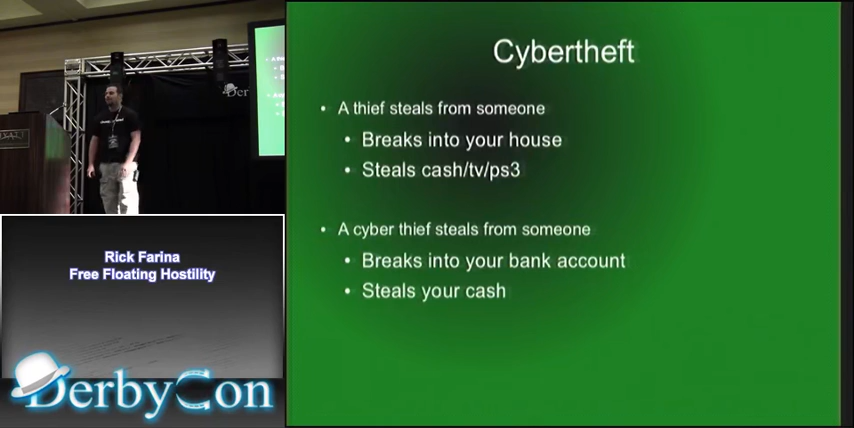 Cybertheft
• A thief steals from someone
• Breaks into your house
• Steals cash/tv/ps3
• A cyber thief steals from someone
• Breaks into your bank account
• Steals your cash
Rick Farina
Free Floating Hostility
DerbyCon